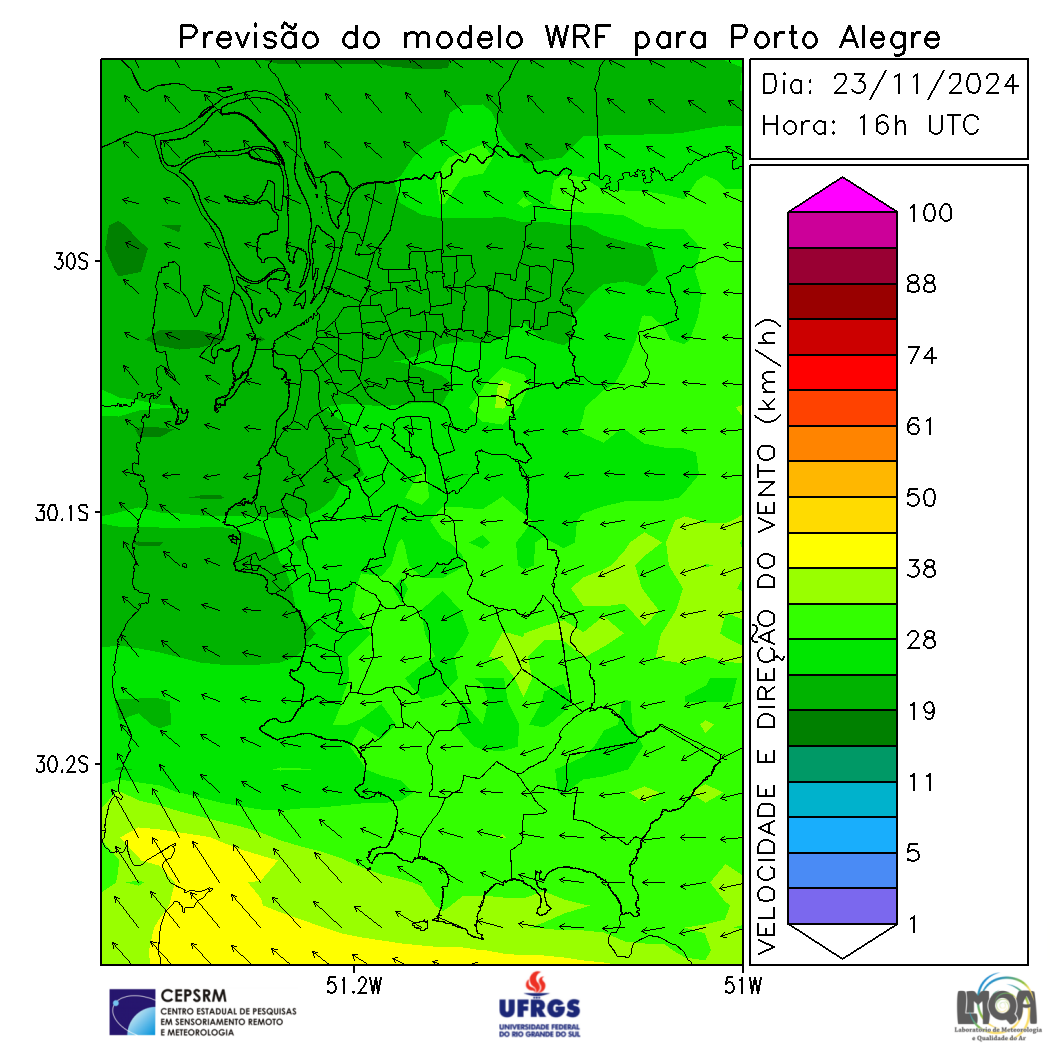 Previsão do modelo WRF para Porto Alegre
Dia: 23/11/2024
Hora: 16h UTC
30S
30.1S
30.2S
51.2W
51W
VELOCIDADE E DIREÇÃO DO VENTO (km/h)
100
88
74
61
50
38
28
19
11
5
1
CEPSRM
CENTRO ESTADUAL DE PESQUISAS
EM SENSORIAMENTO REMOTO
E METEOROLOGIA
UFRGS
UNIVERSIDADE FEDERAL
DO RIO GRANDE DO SUL
LMQA
Laboratório de Meteorologia
e Qualidade do Ar